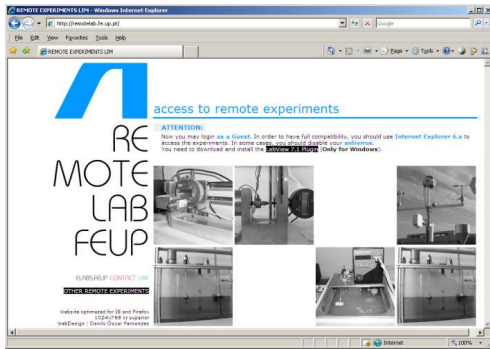 REMOTE EXPERIMENTS LIM - Windows Internet Explorer
http://remotelab.fe.up.pt/
Google
File Edit View Favorites Tools Help
REMOTE EXPERIMENTS LIM
Page Tools
access to remote experiments
ATTENTION:
Now you may login as a Guest. In order to have full compatibility, you should use Internet Explorer 6.x to
access the experiments. In some cases, you should disable your antivirus.
You need to download and install the LabView 7.1 Plugin (Only for Windows).
RE
MOTE
LAB
FEUP
ELABS.FEUP CONTACT LIM
OTHER REMOTE EXPERIMENTS
Website optimazed for IE and Firefox
1024x768 or superior
WebDesign | Danilo Óscar Fernandes
Internet
100%